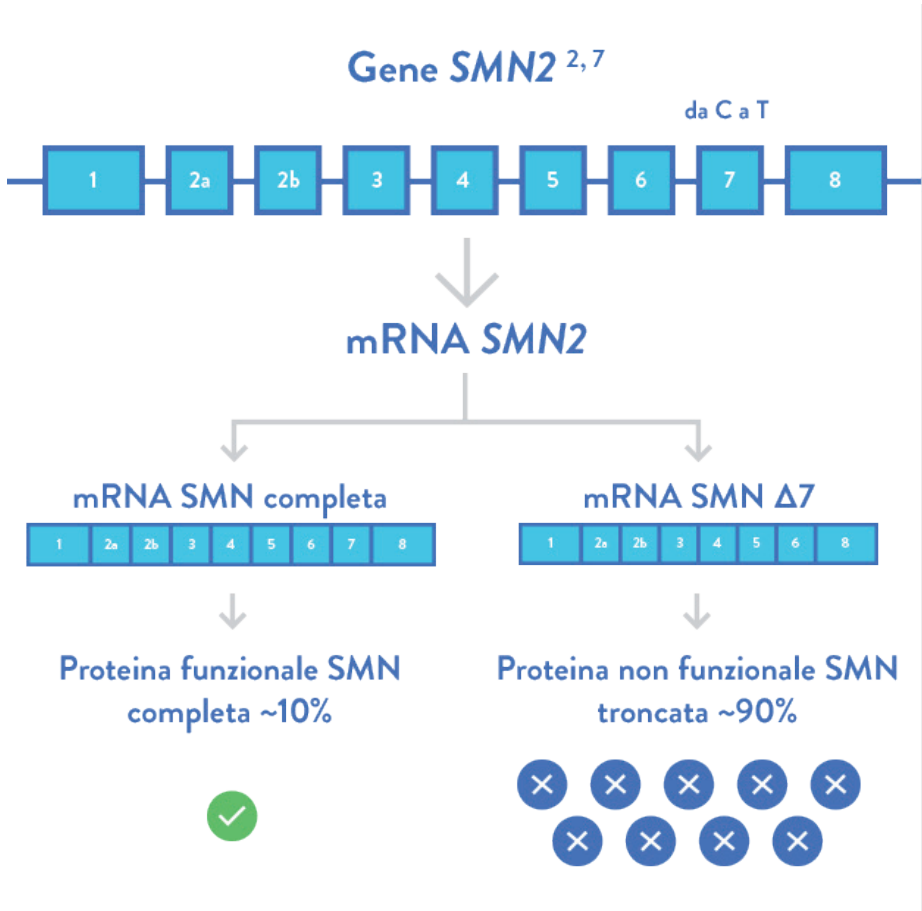 Gene SMN2 2, 7
da C a T
1 2a 2b 3 4 5 6 7 8
mRNA SMN2
mRNA SMN completa
1 2a 2b 3 4 5 6 7 8
Proteina funzionale SMN
completa ~10%
mRNA SMN Δ7
1 2a 2b 3 4 5 6 8
Proteina non funzionale SMN
troncata ~90%